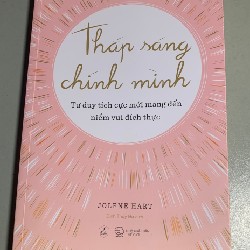 Thắp sáng
chính mình
Tư duy tích cực mới mang đến
niềm vui đích thực
JOLENE HART